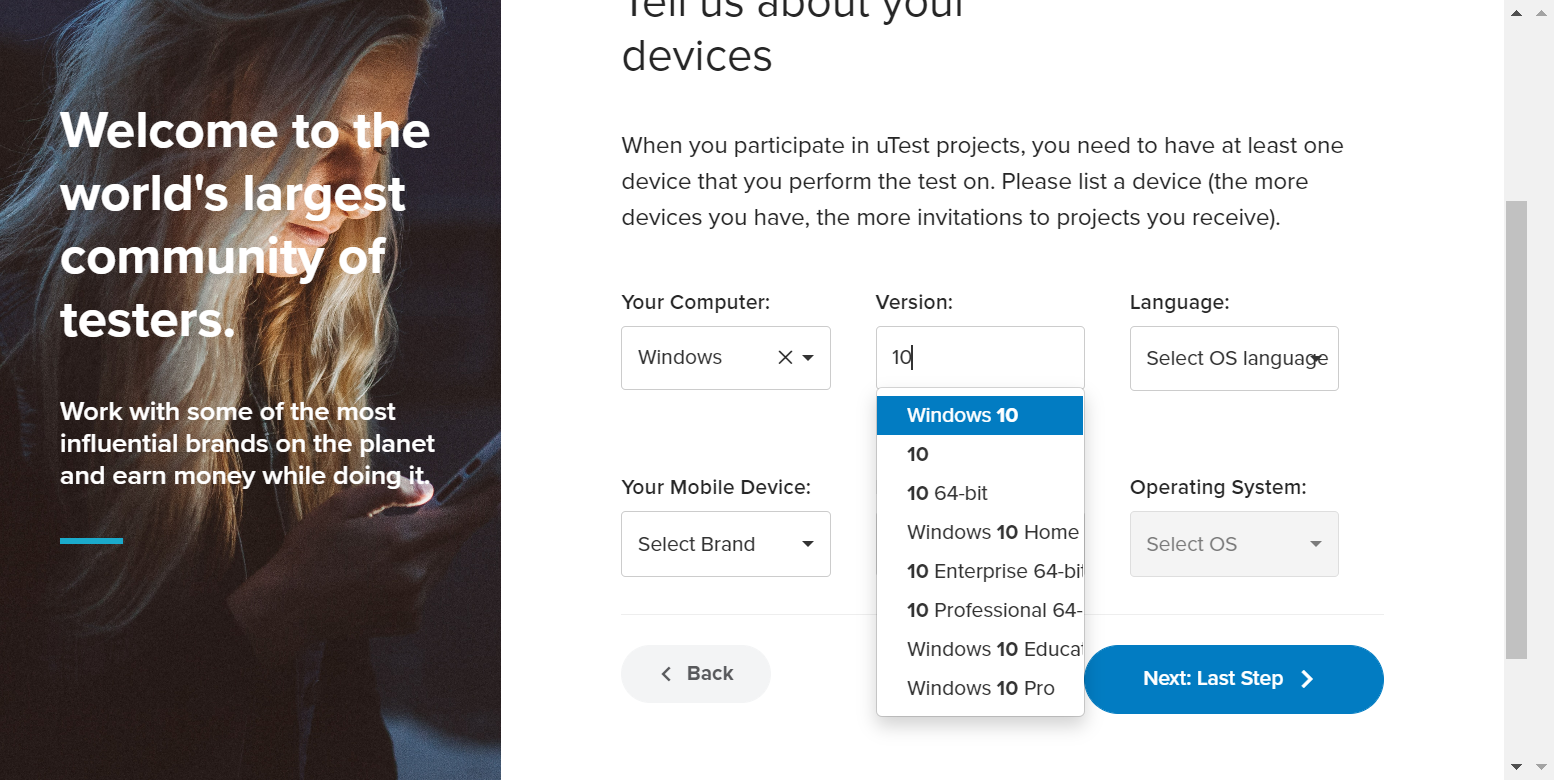 Welcome to the
world's largest
community of
testers.
Work with some of the most
influential brands on the planet
and earn money while doing it.
Tell us about your
devices
When you participate in uTest projects, you need to have at least one
device that you perform the test on. Please list a device (the more
devices you have, the more invitations to projects you receive).
Your Computer: Version: Language:
Windows 10 Select OS language
Windows 10
10
10 64-bit
Windows 10 Home
10 Enterprise 64-bit
10 Professional 64-
Windows 10 Educat
Windows 10 Pro
Your Mobile Device: Operating System:
Select Brand Select OS
Back Next: Last Step